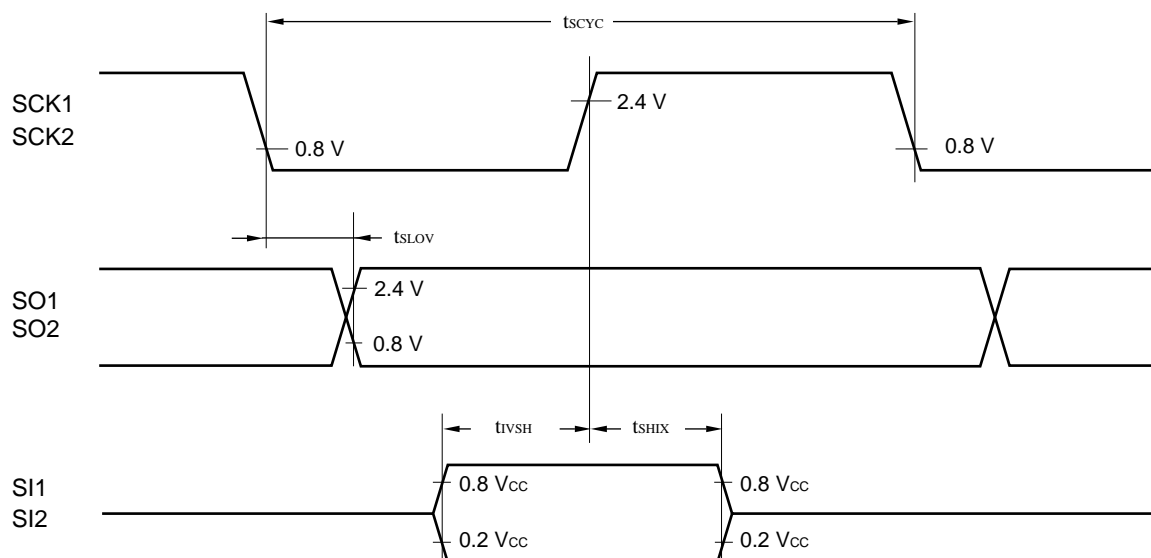 tSCYC
SCK1
SCK2
2.4 V
0.8 V
0.8 V
tSLOV
SO1
SO2
2.4 V
0.8 V
tIVSH
tSHIX
SI1
SI2
0.8 VCC
0.8 VCC
0.2 VCC
0.2 VCC